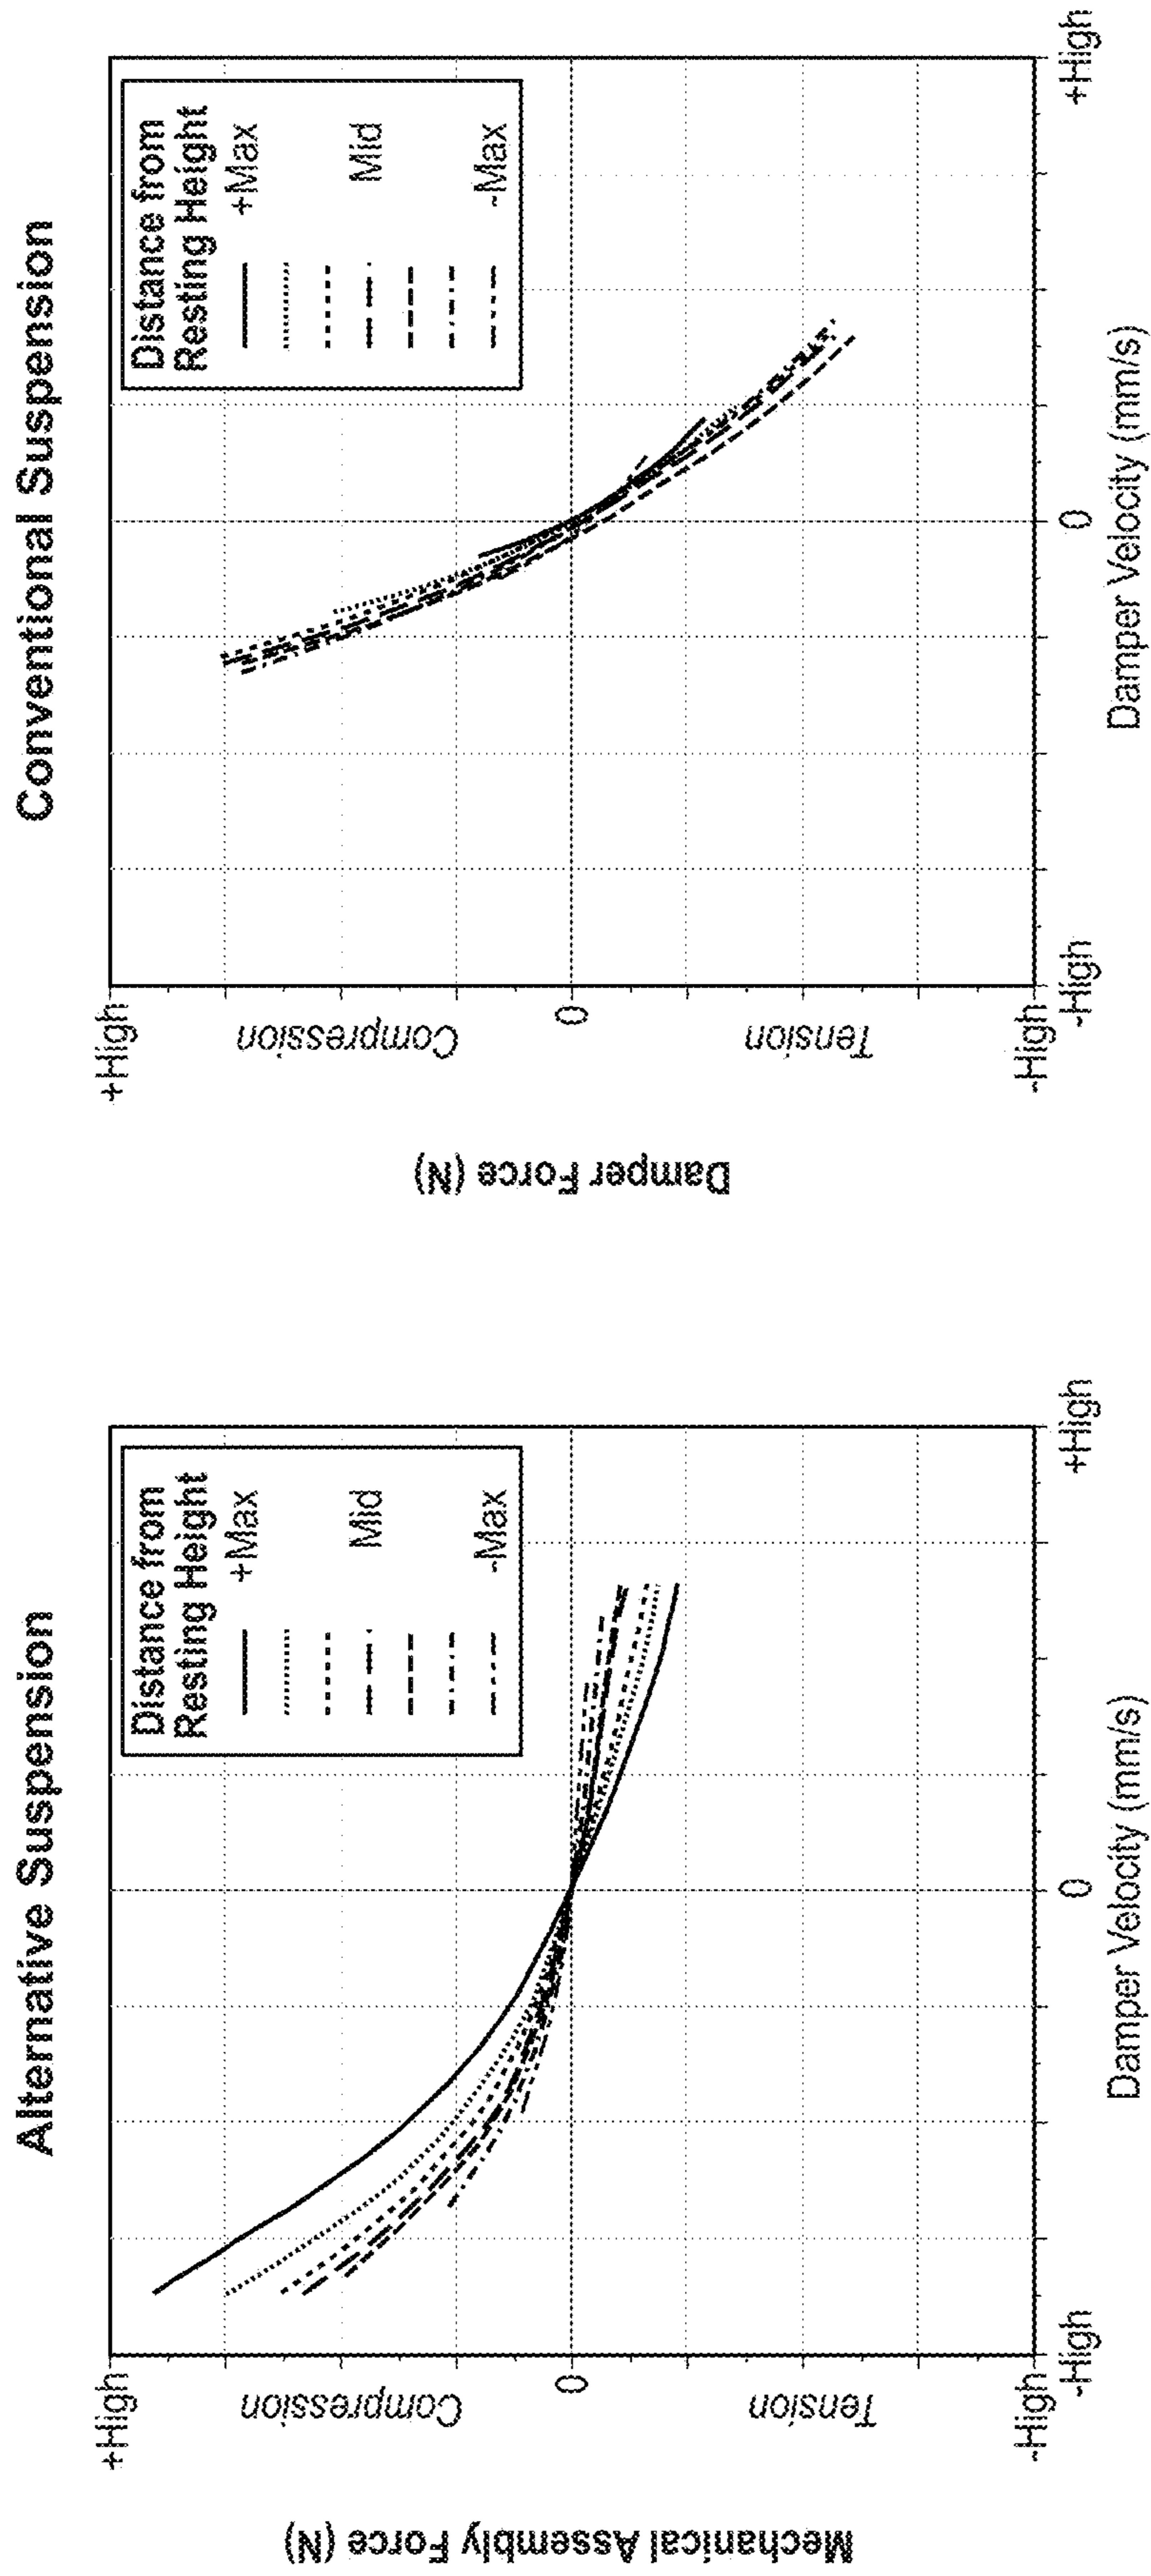 Alternative Suspension
Mechanical Assembly Force (N)
+High
Compression
0
Tension
-High
Distance from
Resting Height
+Max
Mid
-Max
-High
0
+High
Damper Velocity (mm/s)
Conventional Suspension
Damper Force (N)
+High
Compression
0
Tension
-High
Distance from
Resting Height
+Max
Mid
-Max
-High
0
+High
Damper Velocity (mm/s)